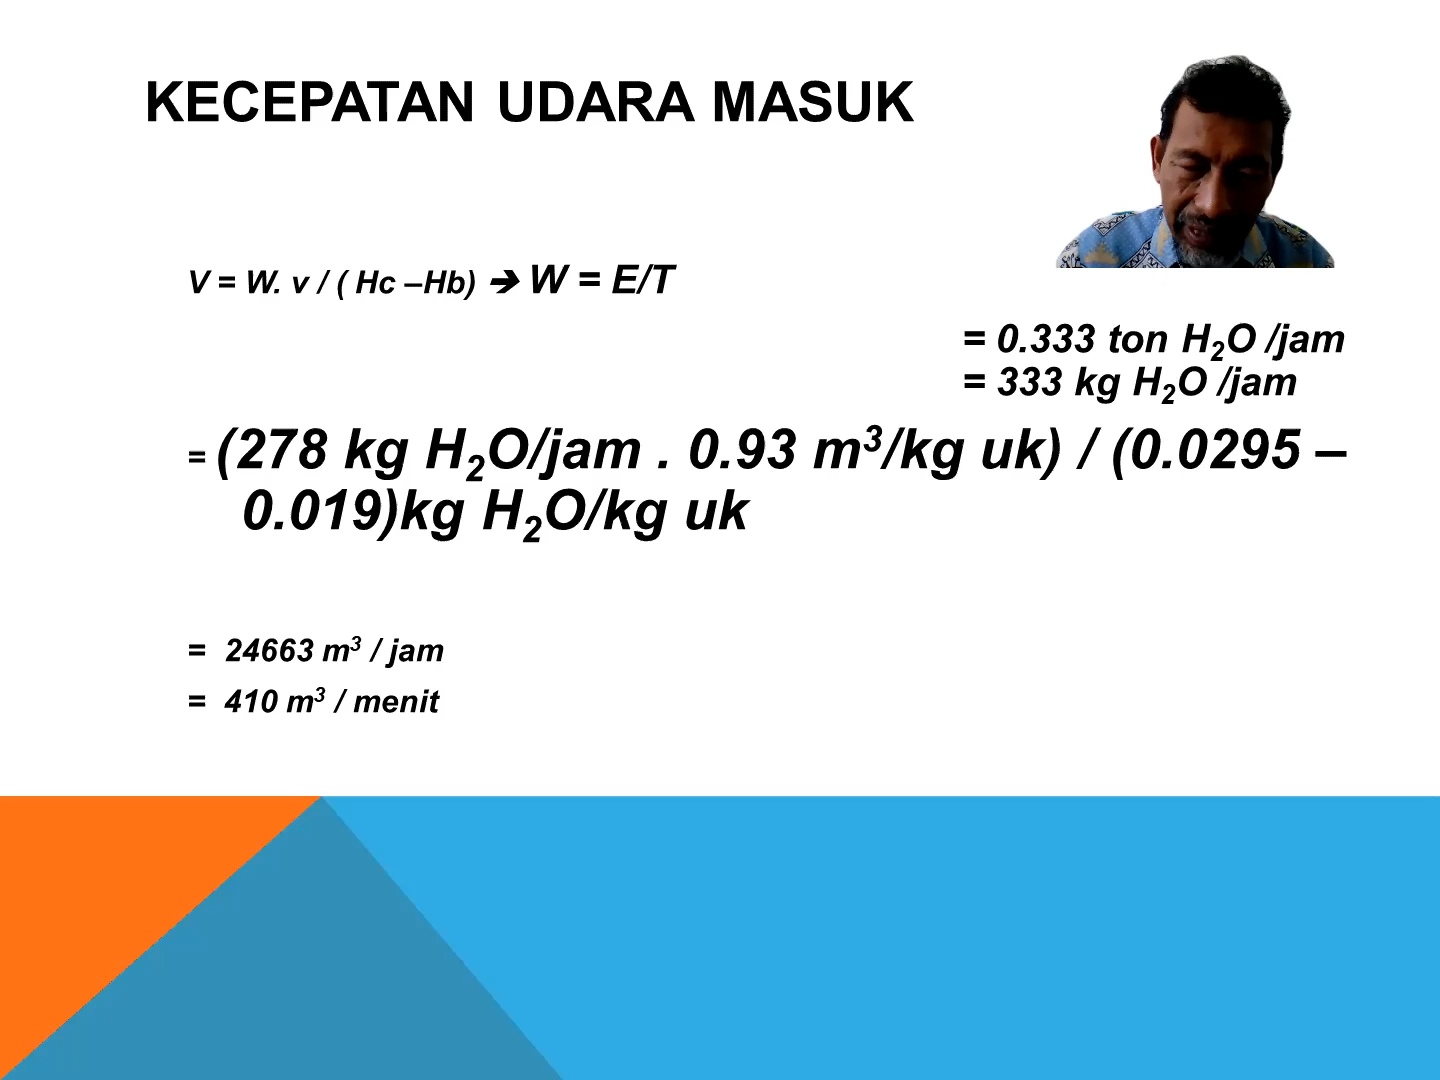 KECEPATAN UDARA MASUK
V = W. v / ( Hc –Hb) ➔ W = E/T
= 0.333 ton H₂O /jam
= 333 kg H₂O /jam
= (278 kg H₂O/jam . 0.93 m³/kg uk) / (0.0295 –
0.019)kg H₂O/kg uk
= 24663 m³ / jam
= 410 m³ / menit